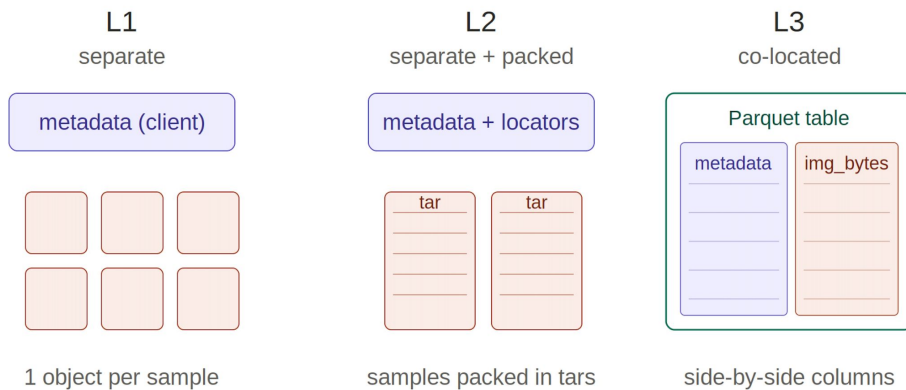 L1
separate
metadata (client)
1 object per sample
L2
separate + packed
metadata + locators
tar
tar
samples packed in tars
L3
co-located
Parquet table
metadata
img_bytes
side-by-side columns